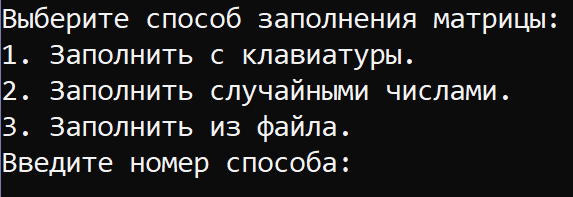 Выберите способ заполнения матрицы:
1. Заполнить с клавиатуры.
2. Заполнить случайными числами.
3. Заполнить из файла.
Введите номер способа: